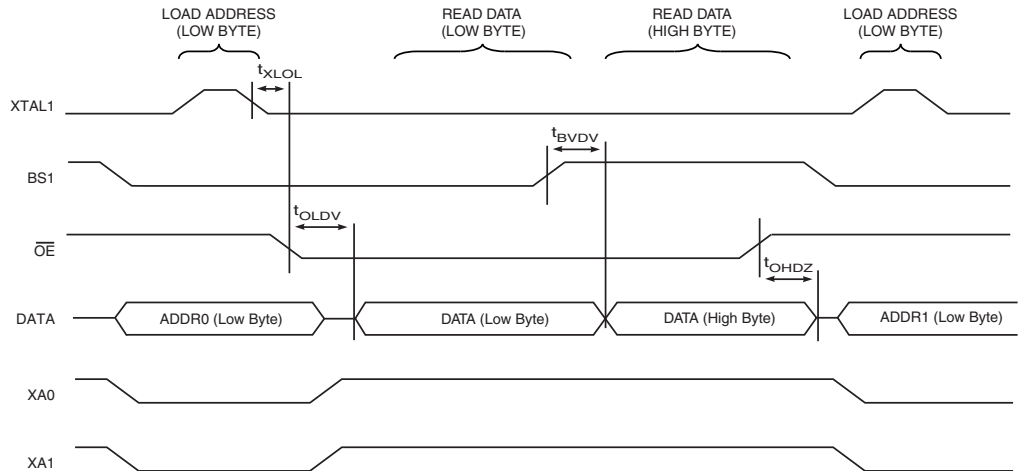 LOAD ADDRESS
(LOW BYTE)
READ DATA
(LOW BYTE)
READ DATA
(HIGH BYTE)
LOAD ADDRESS
(LOW BYTE)
tXLOL
XTAL1
tBVDV
BS1
tOLDV
OE
tOHDZ
DATA
ADDR0 (Low Byte)
DATA (Low Byte)
DATA (High Byte)
ADDR1 (Low Byte)
XA0
XA1